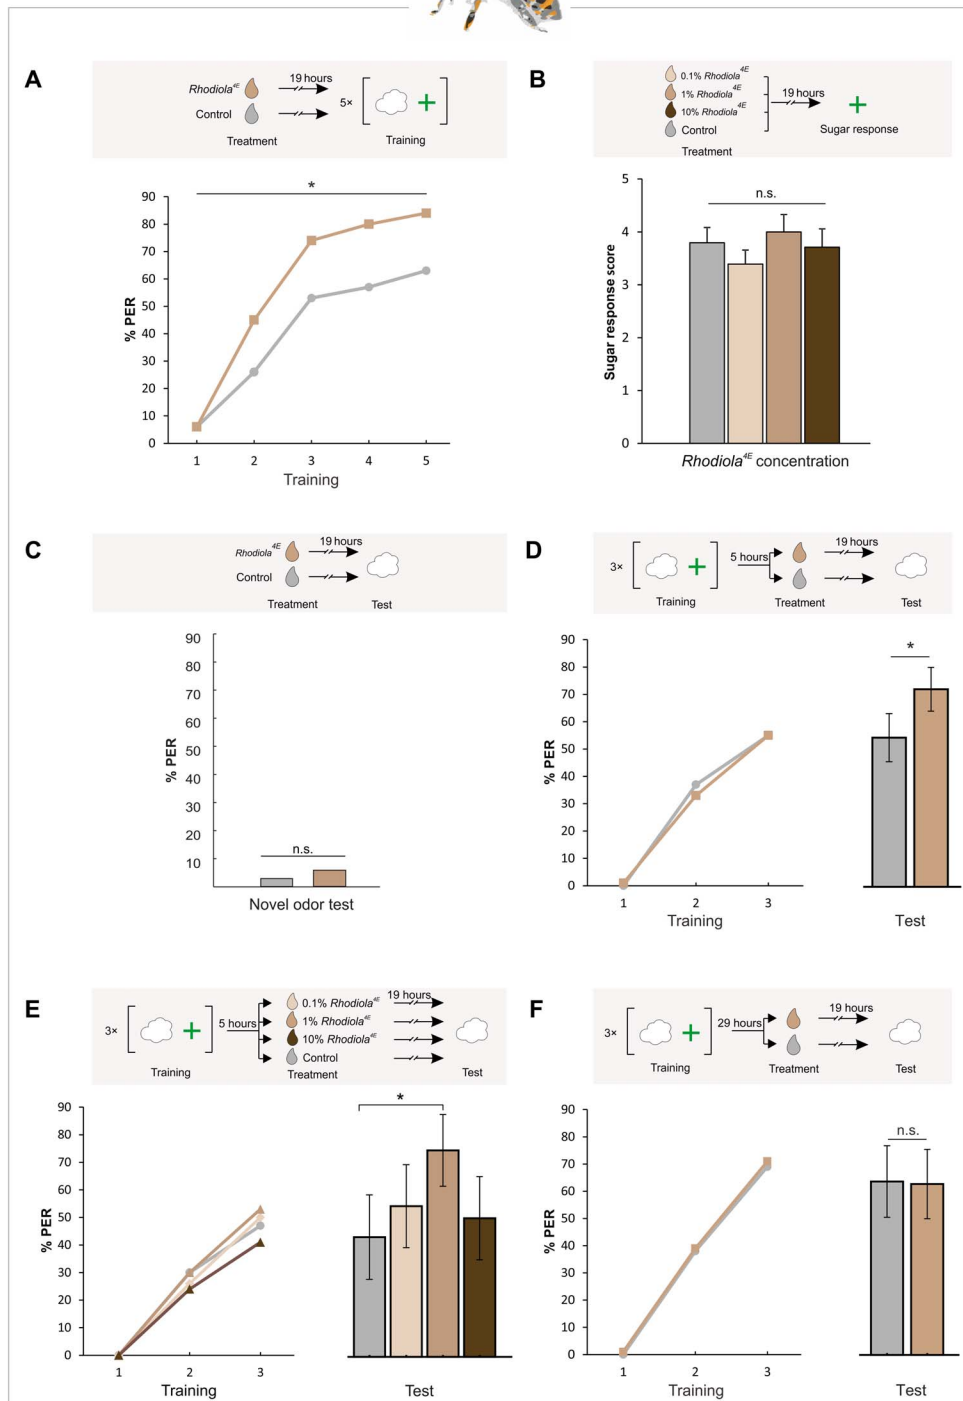 A
Rhodiola4E
19 hours
Control
5×
+
Treatment
Training
*
% PER
90
80
70
60
50
40
30
20
10
0
1 2 3 4 5
Training
B
0.1% Rhodiola4E
1% Rhodiola4E
10% Rhodiola4E
Control
19 hours
+
Sugar response
Treatment
n.s.
Sugar response score
5
4
3
2
1
0
Rhodiola4E concentration
C
Rhodiola4E
19 hours
Control
Treatment
Test
% PER
90
80
70
60
50
40
30
20
10
n.s.
Novel odor test
D
3×
+
5 hours
19 hours
Training
Treatment
Test
% PER
90
80
70
60
50
40
30
20
10
0
1 2 3
Training
*
Test
E
3×
+
5 hours
0.1% Rhodiola4E
1% Rhodiola4E
10% Rhodiola4E
Control
19 hours
Training
Treatment
Test
% PER
90
80
70
60
50
40
30
20
10
0
1 2 3
Training
*
Test
F
3×
+
29 hours
19 hours
Training
Treatment
Test
% PER
90
80
70
60
50
40
30
20
10
0
1 2 3
Training
n.s.
Test